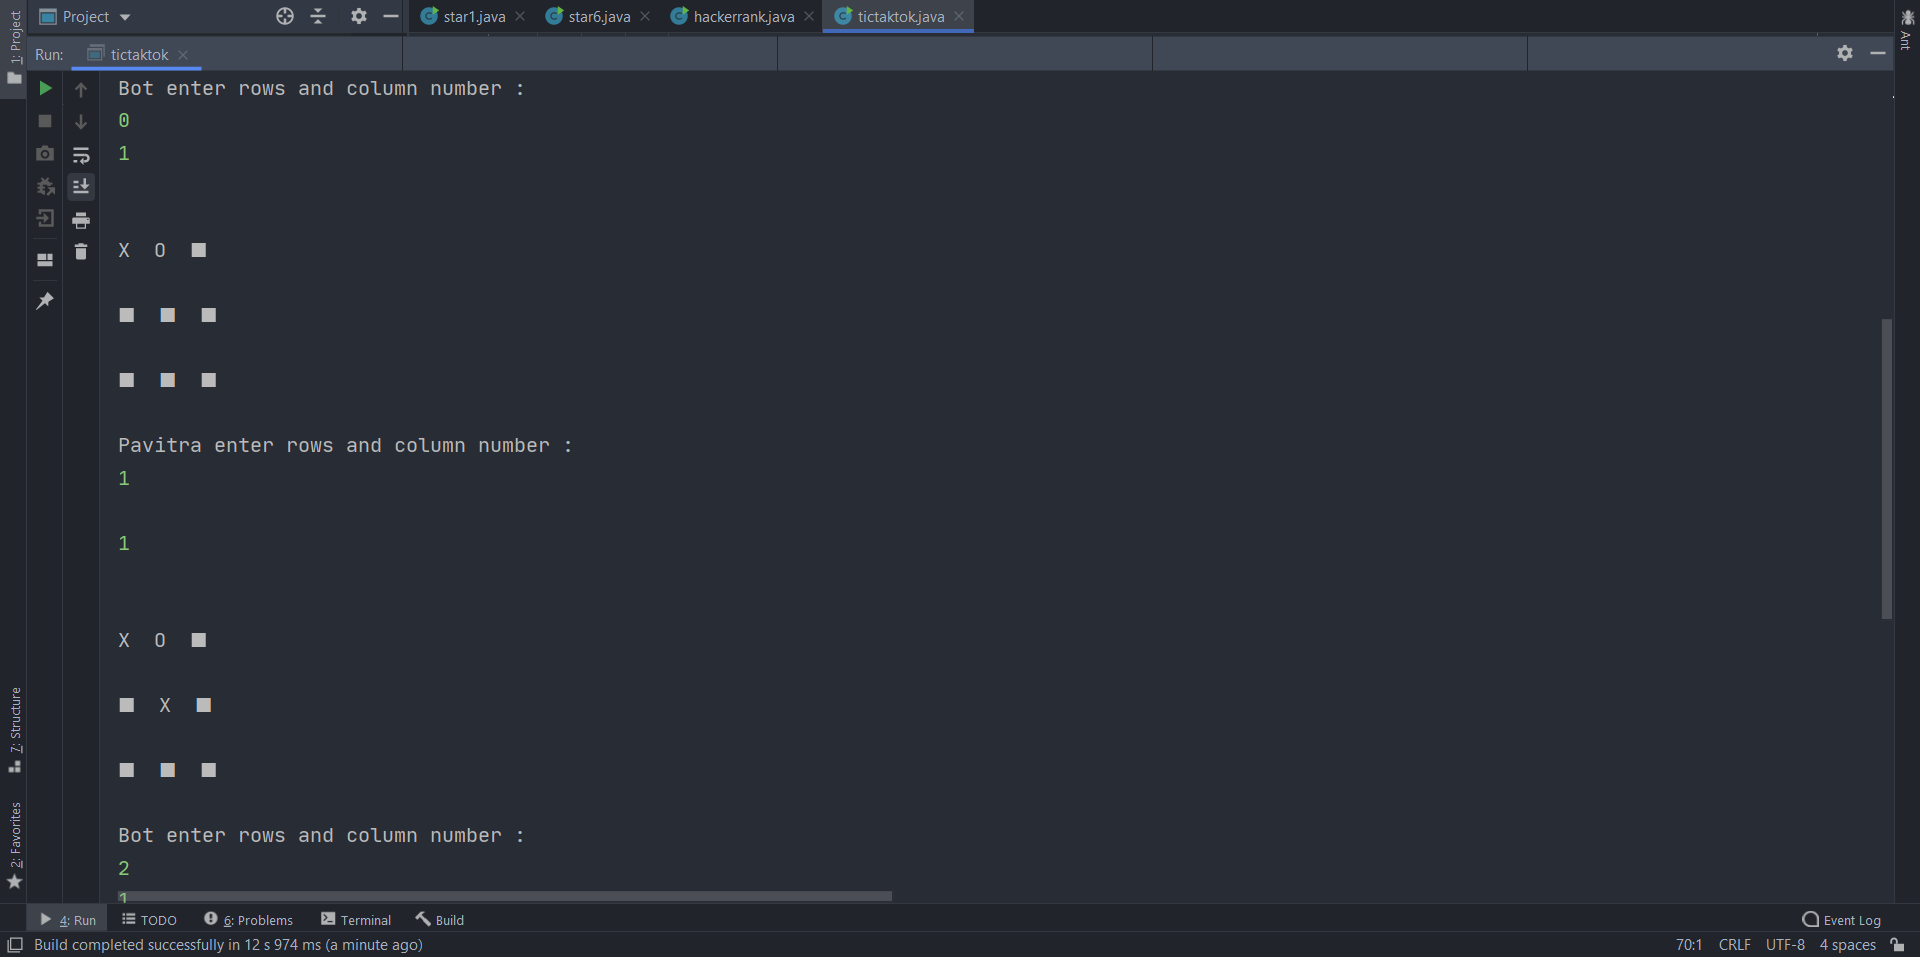 Project
star1.java
star6.java
hackerrank.java
tictaktok.java
1: Project
Ant
Run:
tictaktok
Bot enter rows and column number :
0
1
X O ■
■ ■ ■
■ ■ ■
Pavitra enter rows and column number :
1
1
X O ■
■ X ■
■ ■ ■
Bot enter rows and column number :
2
1
7: Structure
2: Favorites
4: Run
TODO
6: Problems
Terminal
Build
Event Log
Build completed successfully in 12 s 974 ms (a minute ago)
70:1 CRLF UTF-8 4 spaces